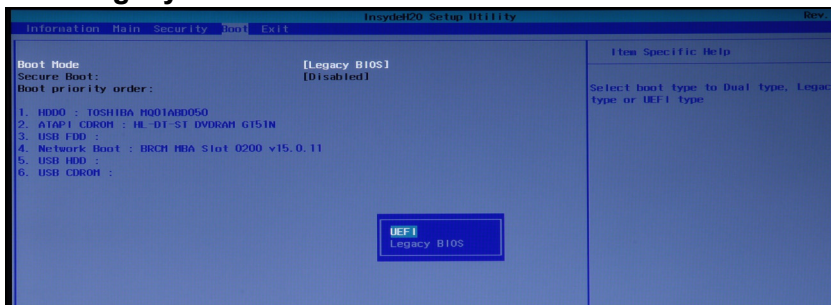 InsydeH20 Setup Utility Rev.
Information Main Security Boot Exit
Item Specific Help
Boot Mode [Legacy BIOS]
Secure Boot: [Disabled]
Boot priority order:
Select boot type to Dual type, Legac
type or UEFI type
1. HDD0 : TOSHIBA MQ01ABD050
2. ATAPI CDROM : HL-DT-ST DVDRAM GT51N
3. USB FDD :
4. Network Boot : BRCM MBA Slot 0200 v15.0.11
5. USB HDD :
6. USB CDROM :
UEFI
Legacy BIOS